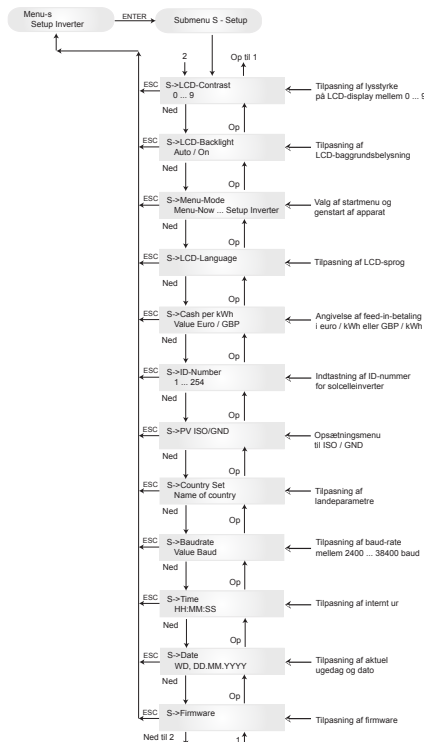 Menu-s
Setup Inverter
ENTER
Submenu S - Setup
2
Op til 1
ESC
S->LCD-Contrast
0 ... 9
Tilpasning af lysstyrke
på LCD-display mellem 0 ... 9
Ned
Op
ESC
S->LCD-Backlight
Auto / On
Tilpasning af
LCD-baggrundsbelysning
Ned
Op
ESC
S->Menu-Mode
Menu-Now ... Setup Inverter
Valg af startmenu og
genstart af apparat
Ned
Op
ESC
S->LCD-Language
Tilpasning af LCD-sprog
Ned
Op
ESC
S->Cash per kWh
Value Euro / GBP
Angivelse af feed-in-betaling
i euro / kWh eller GBP / kWh
Ned
Op
ESC
S->ID-Number
1 ... 254
Indtastning af ID-nummer
for solcelleinverter
Ned
Op
ESC
S->PV ISO/GND
Opsætningsmenu
til ISO / GND
Ned
Op
ESC
S->Country Set
Name of country
Tilpasning af
landeparametre
Ned
Op
ESC
S->Baudrate
Value Baud
Tilpasning af baud-rate
mellem 2400 ... 38400 baud
Ned
Op
ESC
S->Time
HH:MM:SS
Tilpasning af internt ur
Ned
Op
ESC
S->Date
WD, DD.MM.YYYY
Tilpasning af aktuel
ugedag og dato
Ned
Op
ESC
S->Firmware
Tilpasning af firmware
Ned til 2
1